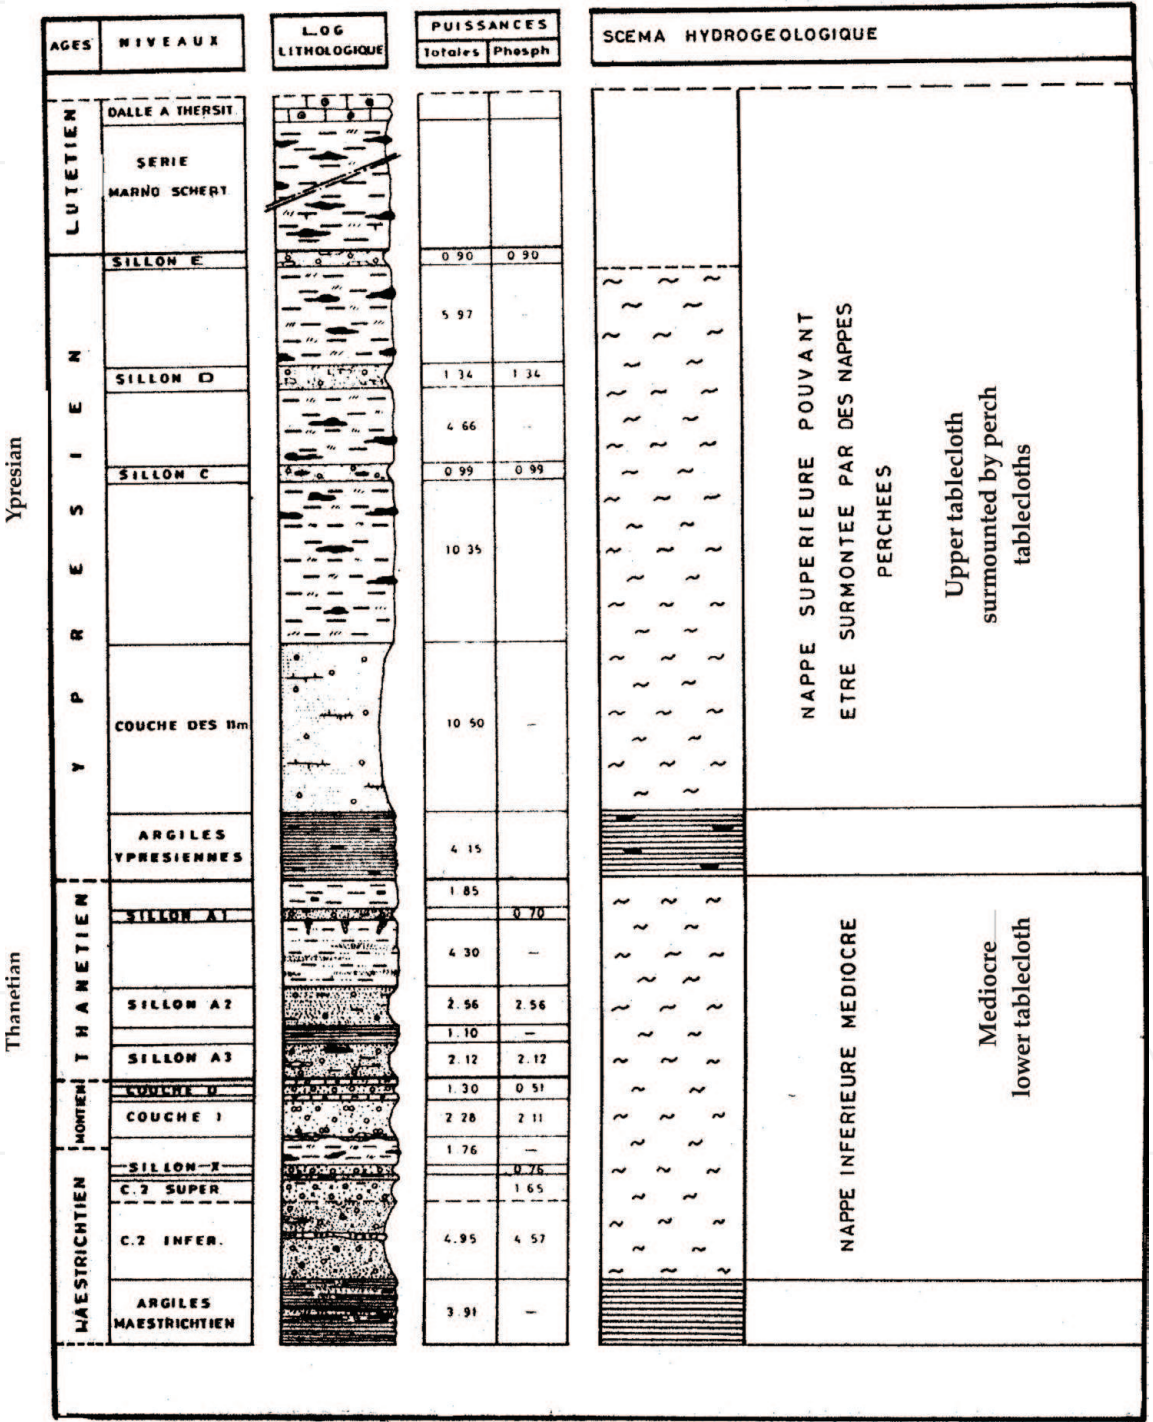 AGES
NIVEAUX
LOG
LITHOLOGIQUE
PUISSANCES
Totales
Phosph
SCEMA HYDROGEOLOGIQUE
LUTETIEN
DALLE A THERSIT.
SERIE
MARNO SCHERT
YPRESIEN
Ypresian
SILLON E
0 90
0 90
5 97
-
SILLON D
1 34
1 34
4 66
-
SILLON C
0 99
0 99
10 35
COUCHE DES 11m
10 50
-
ARGILES
YPRESIENNES
4 15
NAPPE SUPERIEURE POUVANT
ETRE SURMONTEE PAR DES NAPPES
PERCHEES
Upper tablecloth
surmounted by perch
tablecloths
THANETIEN
Thanetian
1.85
SILLON A1
0 70
4 30
-
SILLON A2
2.56
2.56
1.10
-
SILLON A3
2.12
2.12
MONTIEN
COUCHE 0
1.30
0 51
COUCHE 1
2 28
2 11
1.76
-
MAESTRICHTIEN
SILLON X
0 76
C.2 SUPER
1 65
C.2 INFER.
4.95
4 57
ARGILES
MAESTRICHTIEN
3.91
-
NAPPE INFERIEURE MEDIOCRE
Mediocre
lower tablecloth